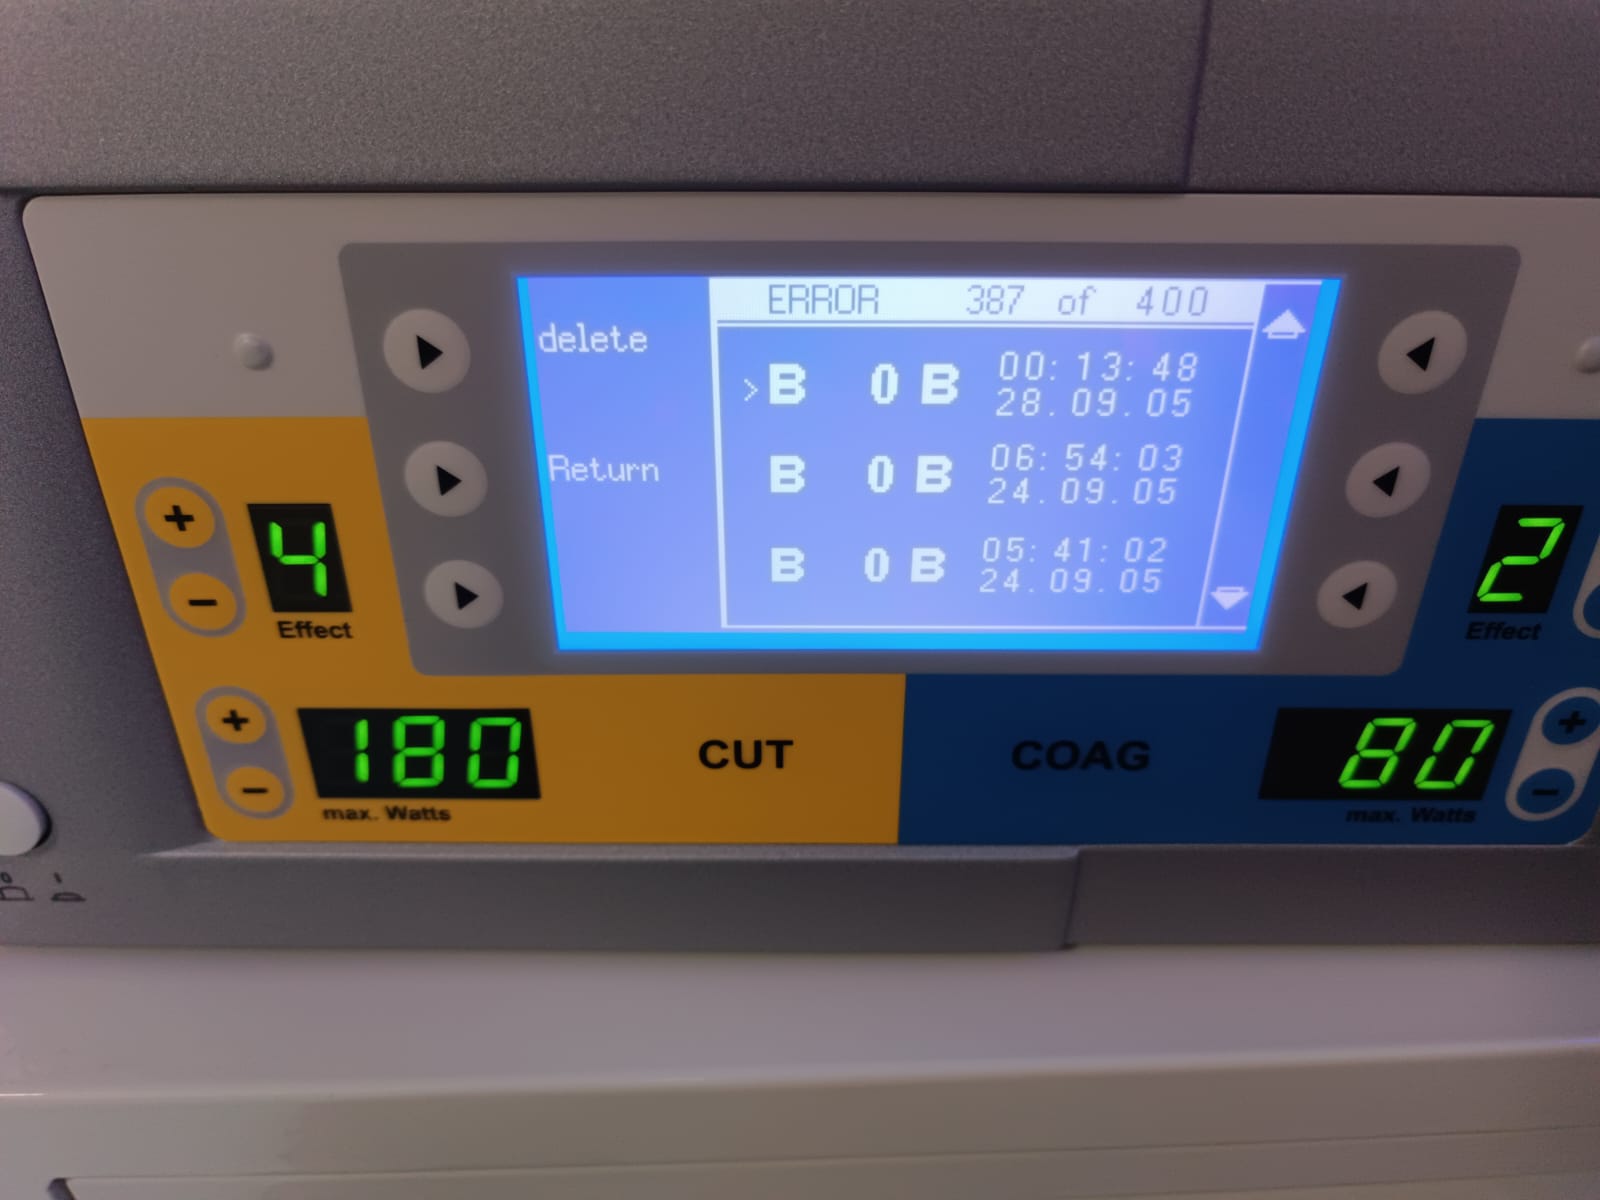 ERROR 387 of 400
delete
>B 0B 00:13:48
28.09.05
Return
B 0B 06:54:03
24.09.05
B 0B 05:41:02
24.09.05
+
-
4
Effect
2
Effect
+
-
180
max. Watts
CUT
COAG
80
max. Watts
+
-
0 1